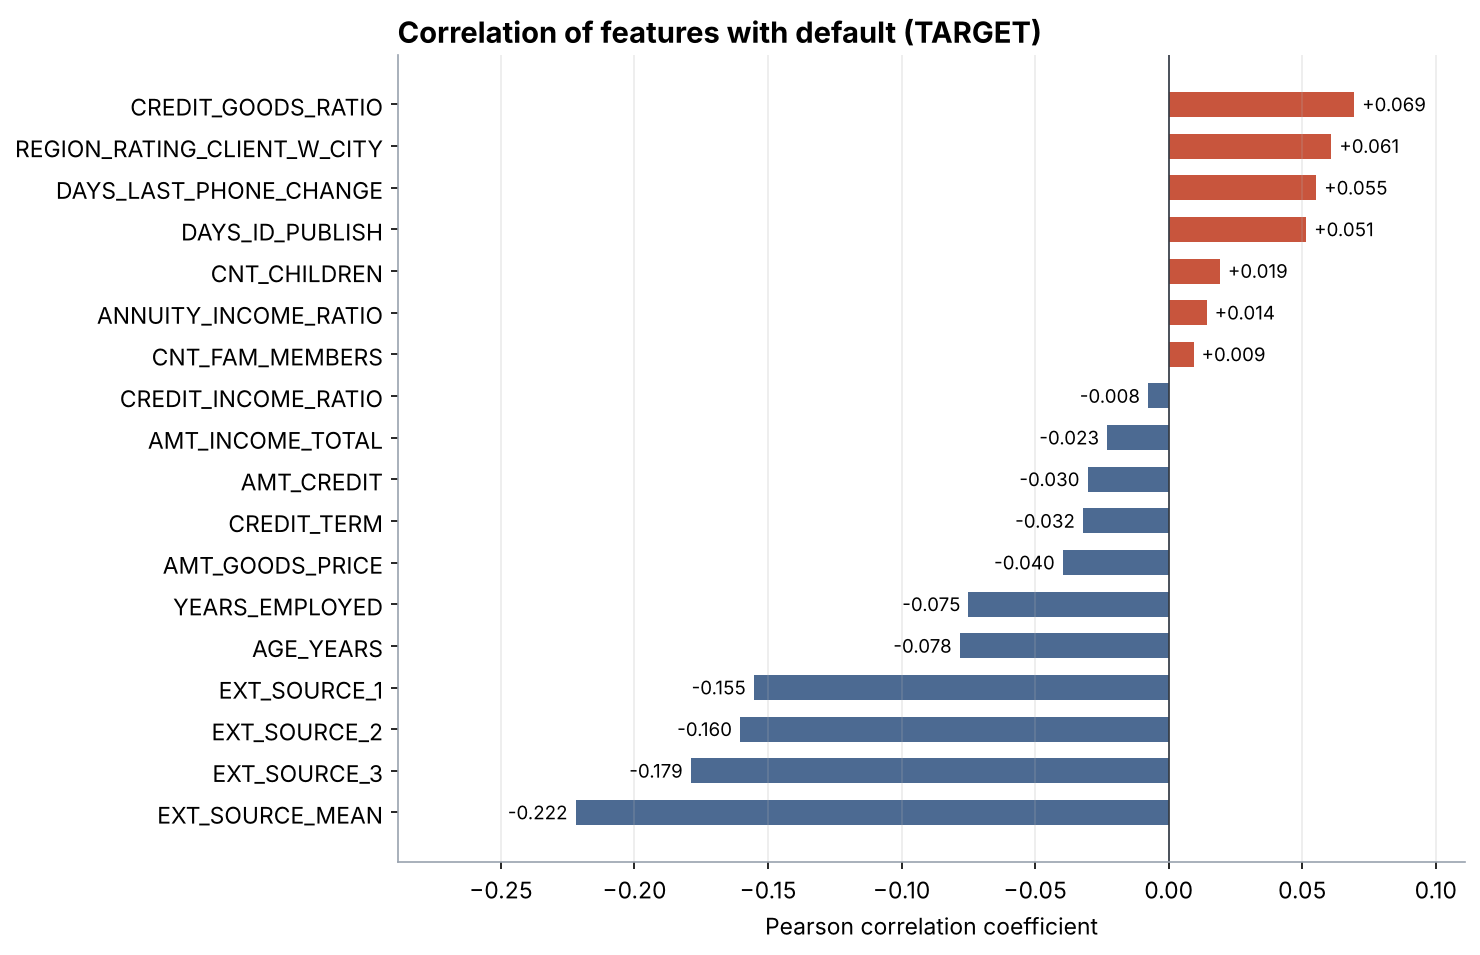 Correlation of features with default (TARGET)
CREDIT_GOODS_RATIO +0.069
REGION_RATING_CLIENT_W_CITY +0.061
DAYS_LAST_PHONE_CHANGE +0.055
DAYS_ID_PUBLISH +0.051
CNT_CHILDREN +0.019
ANNUITY_INCOME_RATIO +0.014
CNT_FAM_MEMBERS +0.009
CREDIT_INCOME_RATIO -0.008
AMT_INCOME_TOTAL -0.023
AMT_CREDIT -0.030
CREDIT_TERM -0.032
AMT_GOODS_PRICE -0.040
YEARS_EMPLOYED -0.075
AGE_YEARS -0.078
EXT_SOURCE_1 -0.155
EXT_SOURCE_2 -0.160
EXT_SOURCE_3 -0.179
EXT_SOURCE_MEAN -0.222
−0.25 −0.20 −0.15 −0.10 −0.05 0.00 0.05 0.10
Pearson correlation coefficient